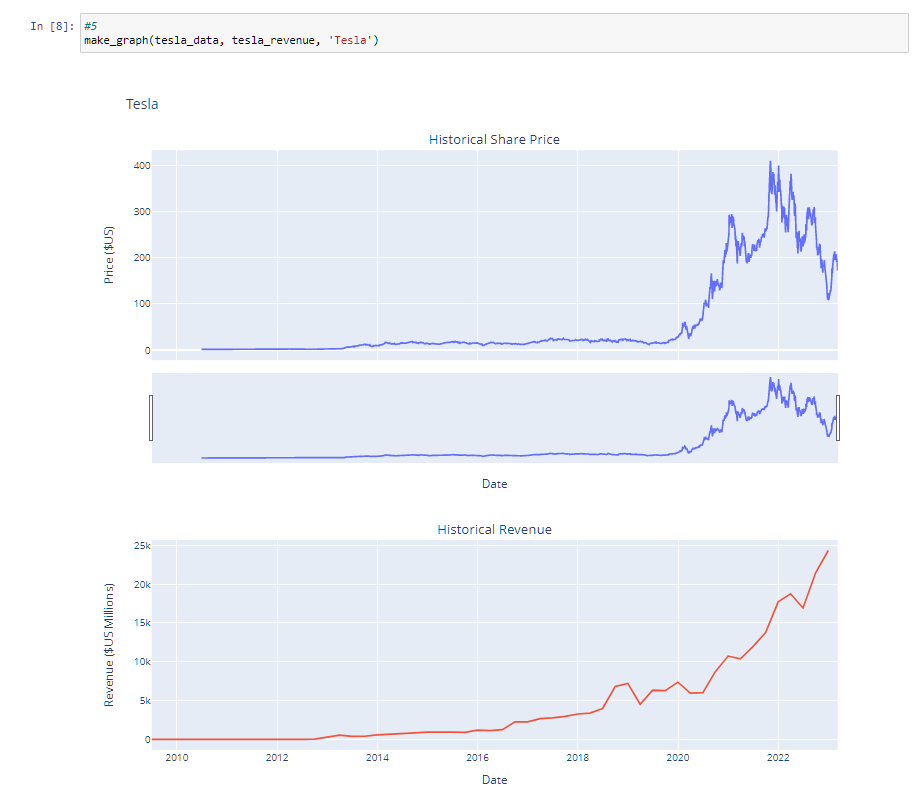 In [8]: #5
make_graph(tesla_data, tesla_revenue, 'Tesla')
Tesla
Historical Share Price
400
300
200
100
0
Price ($US)
Date
Historical Revenue
25k
20k
15k
10k
5k
0
Revenue ($US Millions)
2010 2012 2014 2016 2018 2020 2022
Date